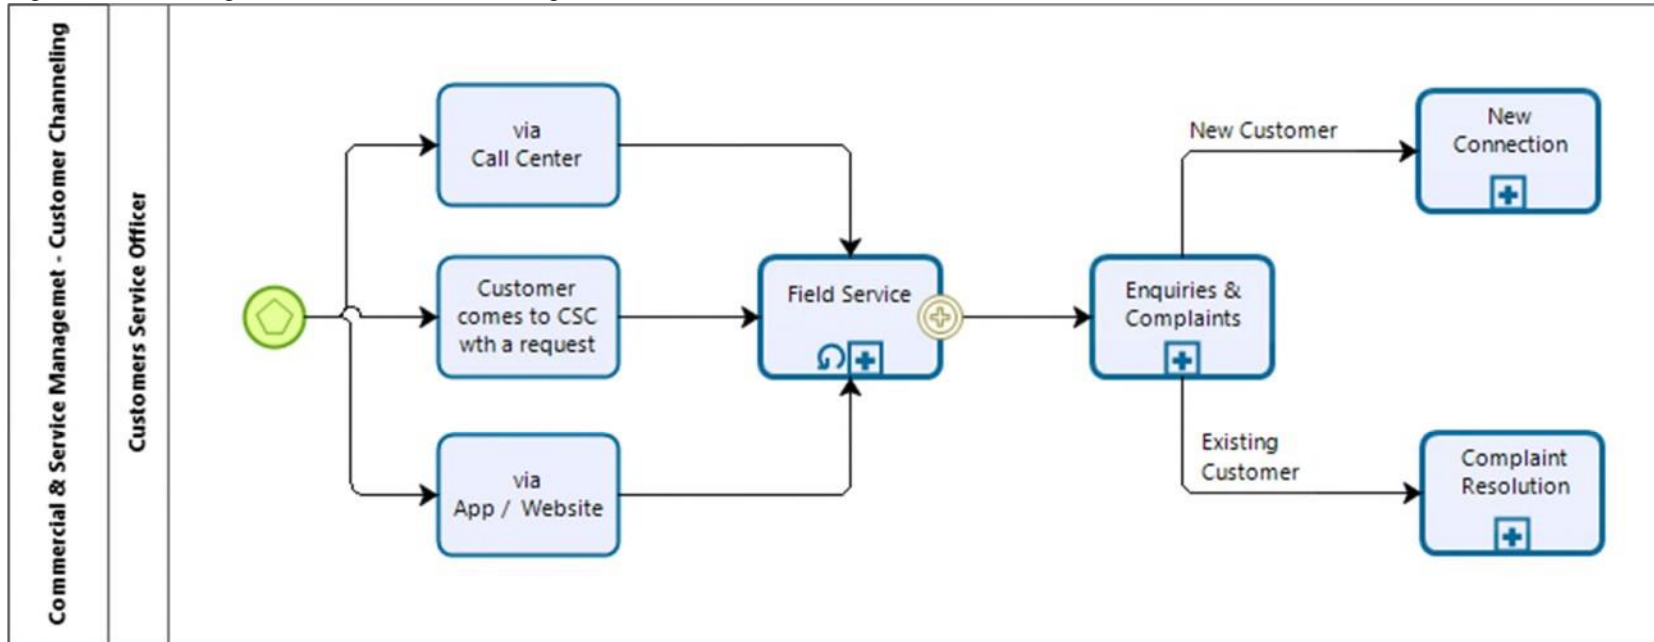 Commercial & Service Managemet - Customer Channeling
Customers Service Officer
via
Call Center
Customer
comes to CSC
wth a request
via
App / Website
Field Service
Enquiries &
Complaints
New Customer
New
Connection
Existing
Customer
Complaint
Resolution